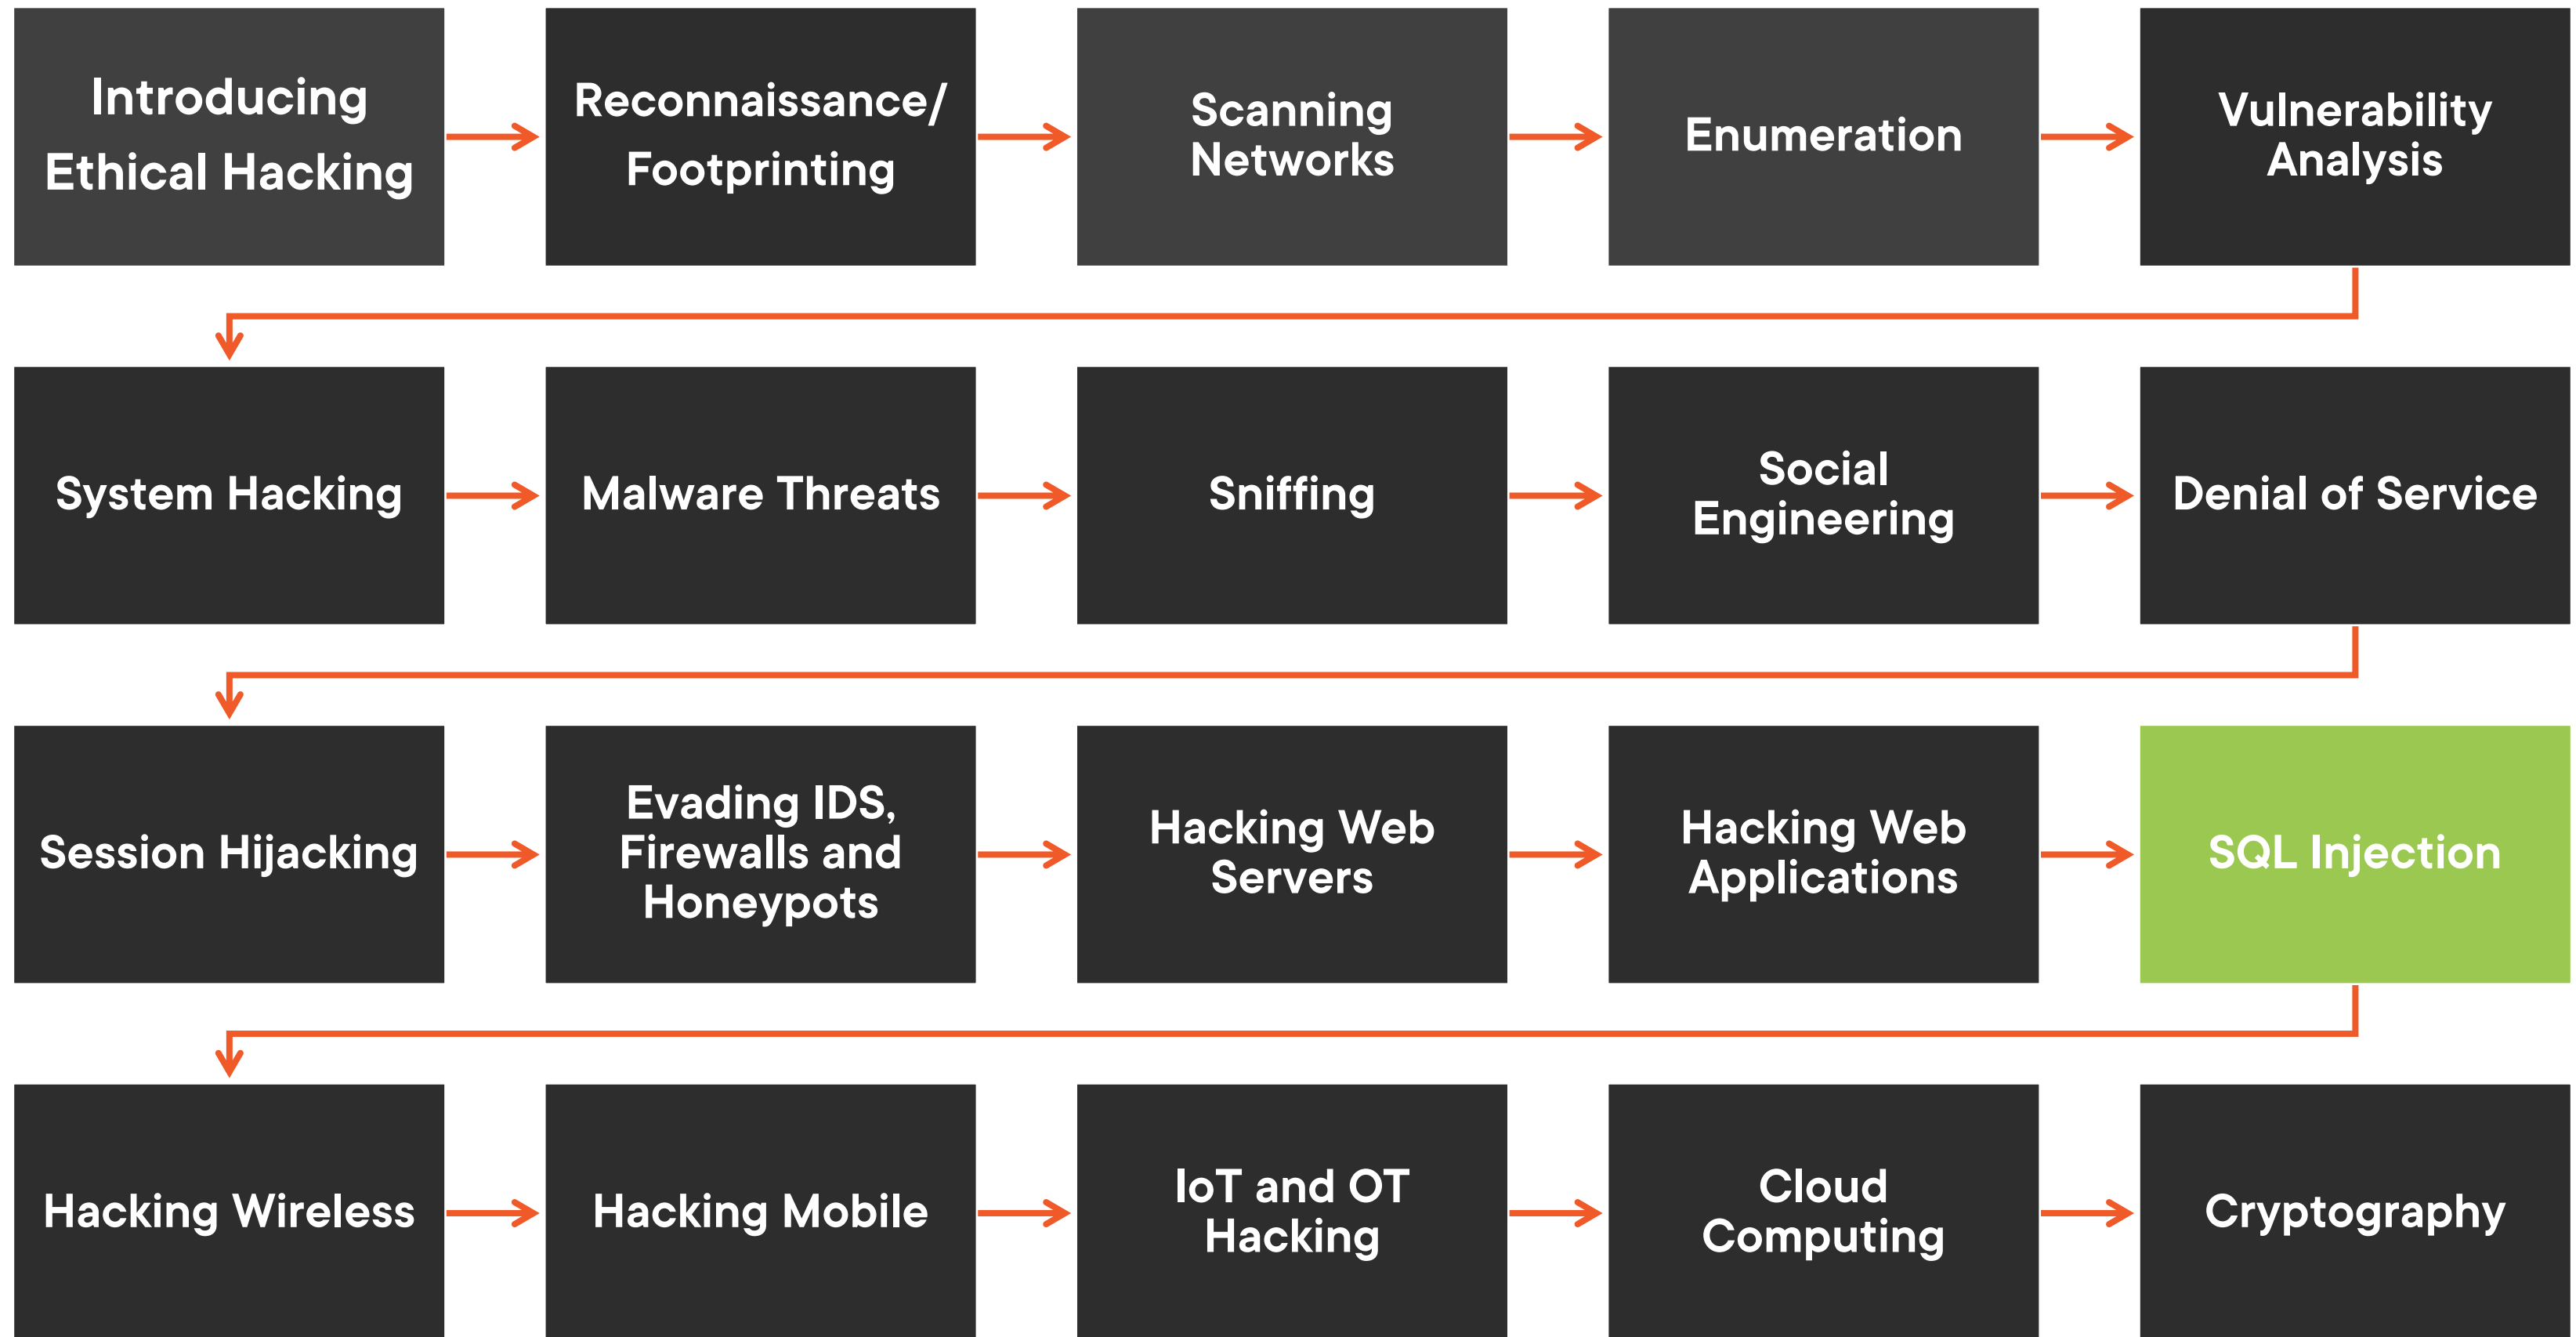 Introducing
Ethical Hacking
Reconnaissance/
Footprinting
Scanning
Networks
Enumeration
Vulnerability
Analysis
System Hacking
Malware Threats
Sniffing
Social
Engineering
Denial of Service
Session Hijacking
Evading IDS,
Firewalls and
Honeypots
Hacking Web
Servers
Hacking Web
Applications
SQL Injection
Hacking Wireless
Hacking Mobile
IoT and OT
Hacking
Cloud
Computing
Cryptography